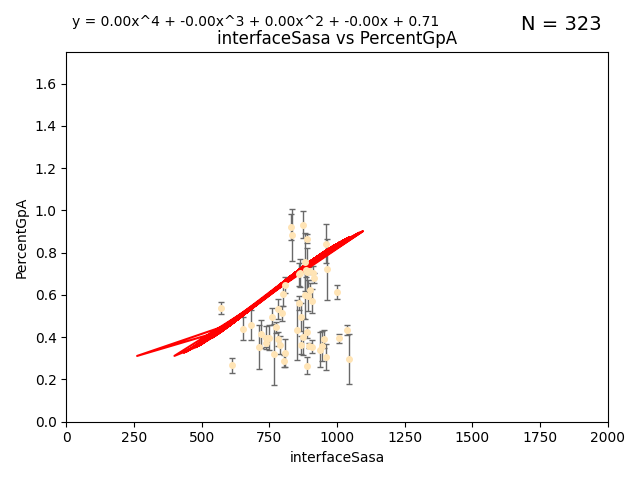 y = 0.00x^4 + -0.00x^3 + 0.00x^2 + -0.00x + 0.71
N = 323
interfaceSasa vs PercentGpA
1.6
1.4
1.2
1.0
0.8
0.6
0.4
0.2
0.0
PercentGpA
0 250 500 750 1000 1250 1500 1750 2000
interfaceSasa